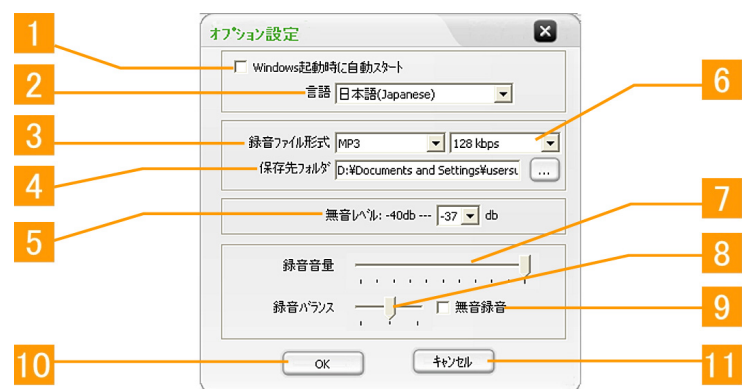 オプション設定
1
Windows起動時に自動スタート
2
言語 日本語(Japanese)
3
録音ファイル形式 MP3 128 kbps
6
4
保存先フォルダ D:¥Documents and Settings¥usersu ...
5
無音レベル: -40db --- -37 db
7
録音音量
8
録音バランス 無音録音
9
10
OK キャンセル
11